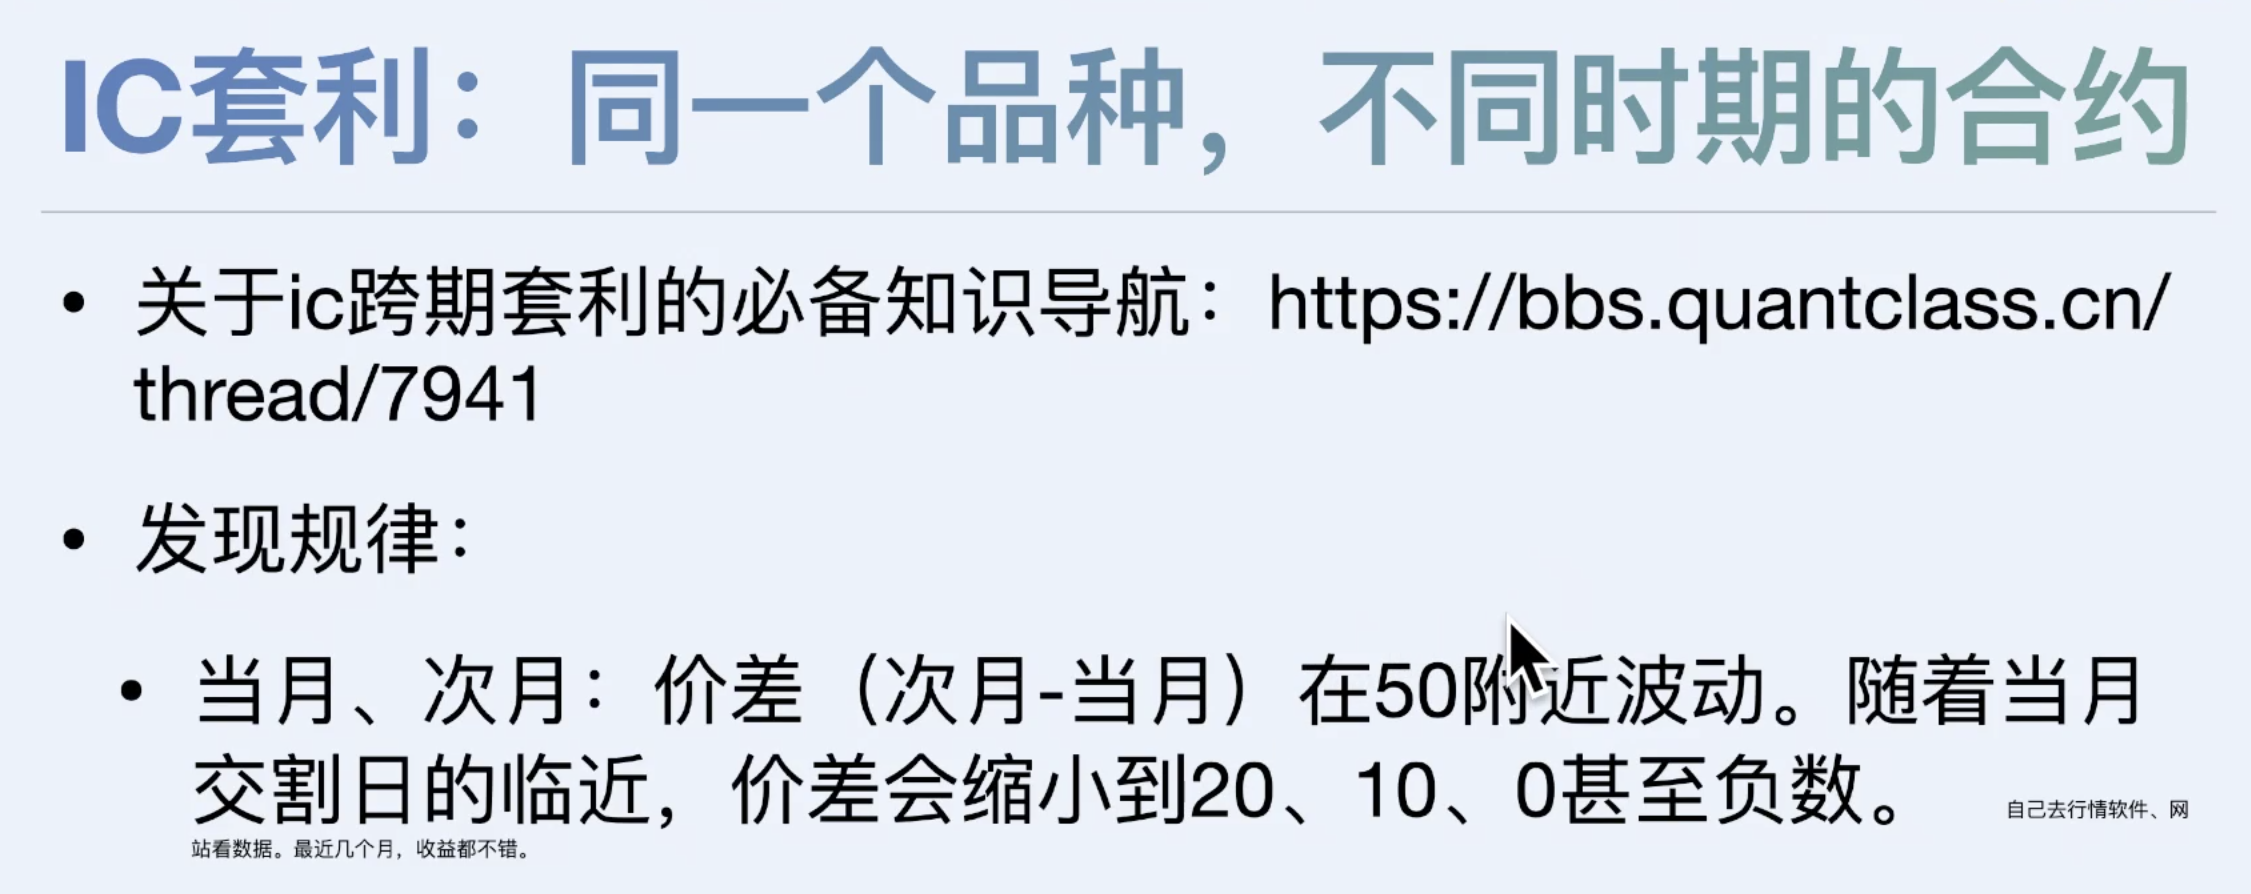 IC套利：同一个品种，不同时期的合约
• 关于ic跨期套利的必备知识导航：https://bbs.quantclass.cn/
thread/7941
• 发现规律：
• 当月、次月：价差（次月-当月）在50附近波动。随着当月
交割日的临近，价差会缩小到20、10、0甚至负数。 自己去行情软件、网
站看数据。最近几个月，收益都不错。